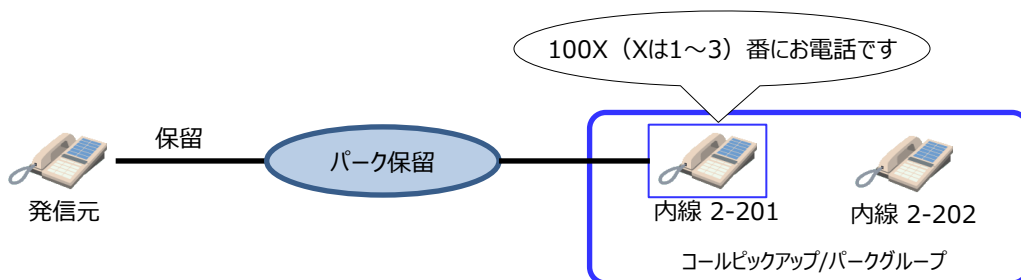 100X（Xは1～3）番にお電話です
保留
パーク保留
発信元
内線 2-201
内線 2-202
コールピックアップ/パークグループ